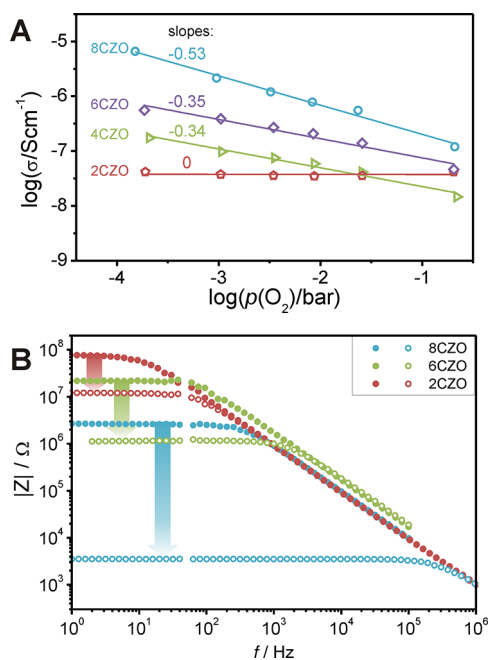 A
slopes:
8CZO
-0.53
6CZO
-0.35
4CZO
-0.34
2CZO
0
-5
-6
-7
-8
-9
log(σ/Scm⁻¹)
-4 -3 -2 -1
log(p(O₂)/bar)
B
8CZO
6CZO
2CZO
10⁸
10⁷
10⁶
10⁵
10⁴
10³
|Z| / Ω
10⁰ 10¹ 10² 10³ 10⁴ 10⁵ 10⁶
f / Hz